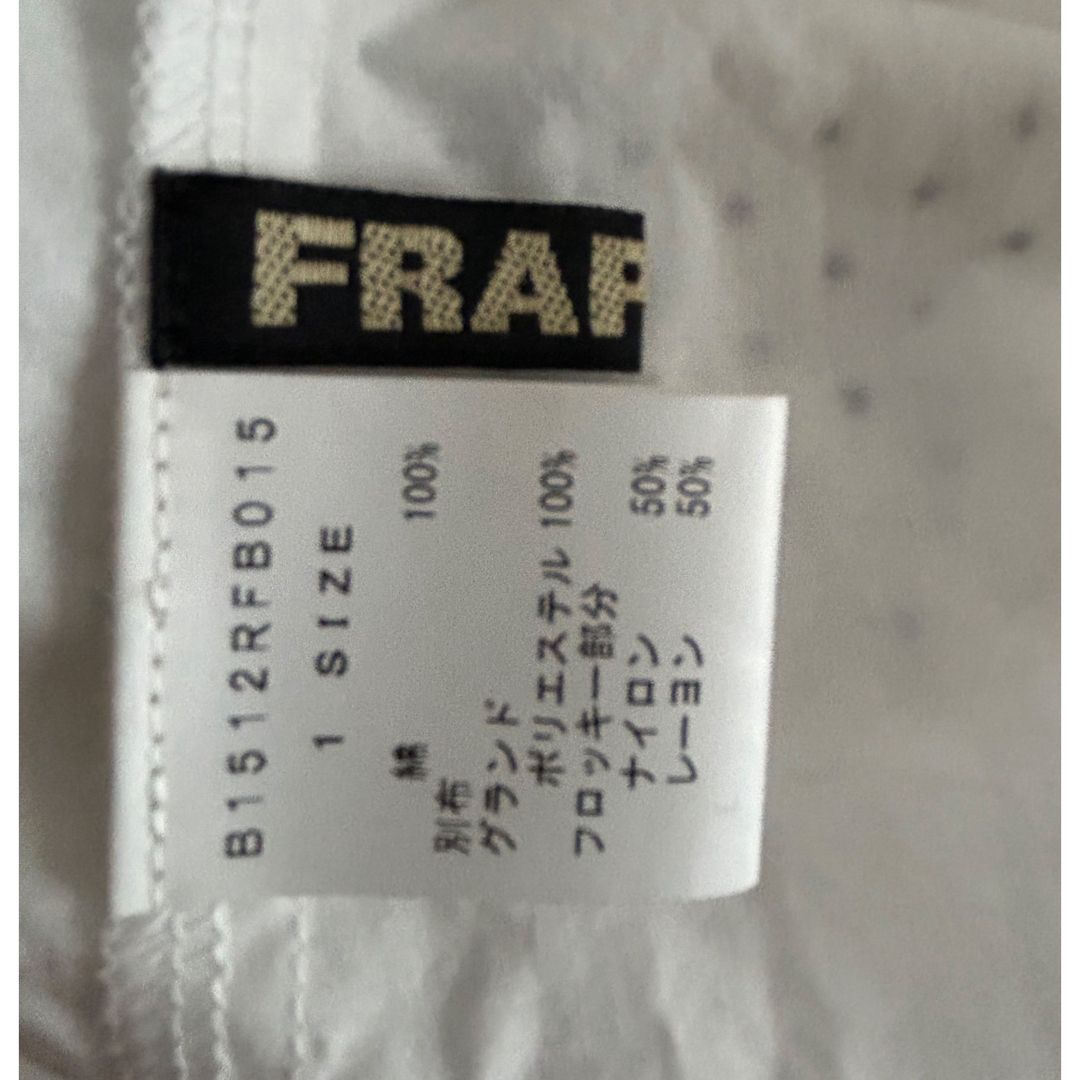 FRAP
B1512RFB015
1 SIZE
綿 100%
別布
グランド
ポリエステル 100%
フロッキー部分
ナイロン 50%
レーヨン 50%